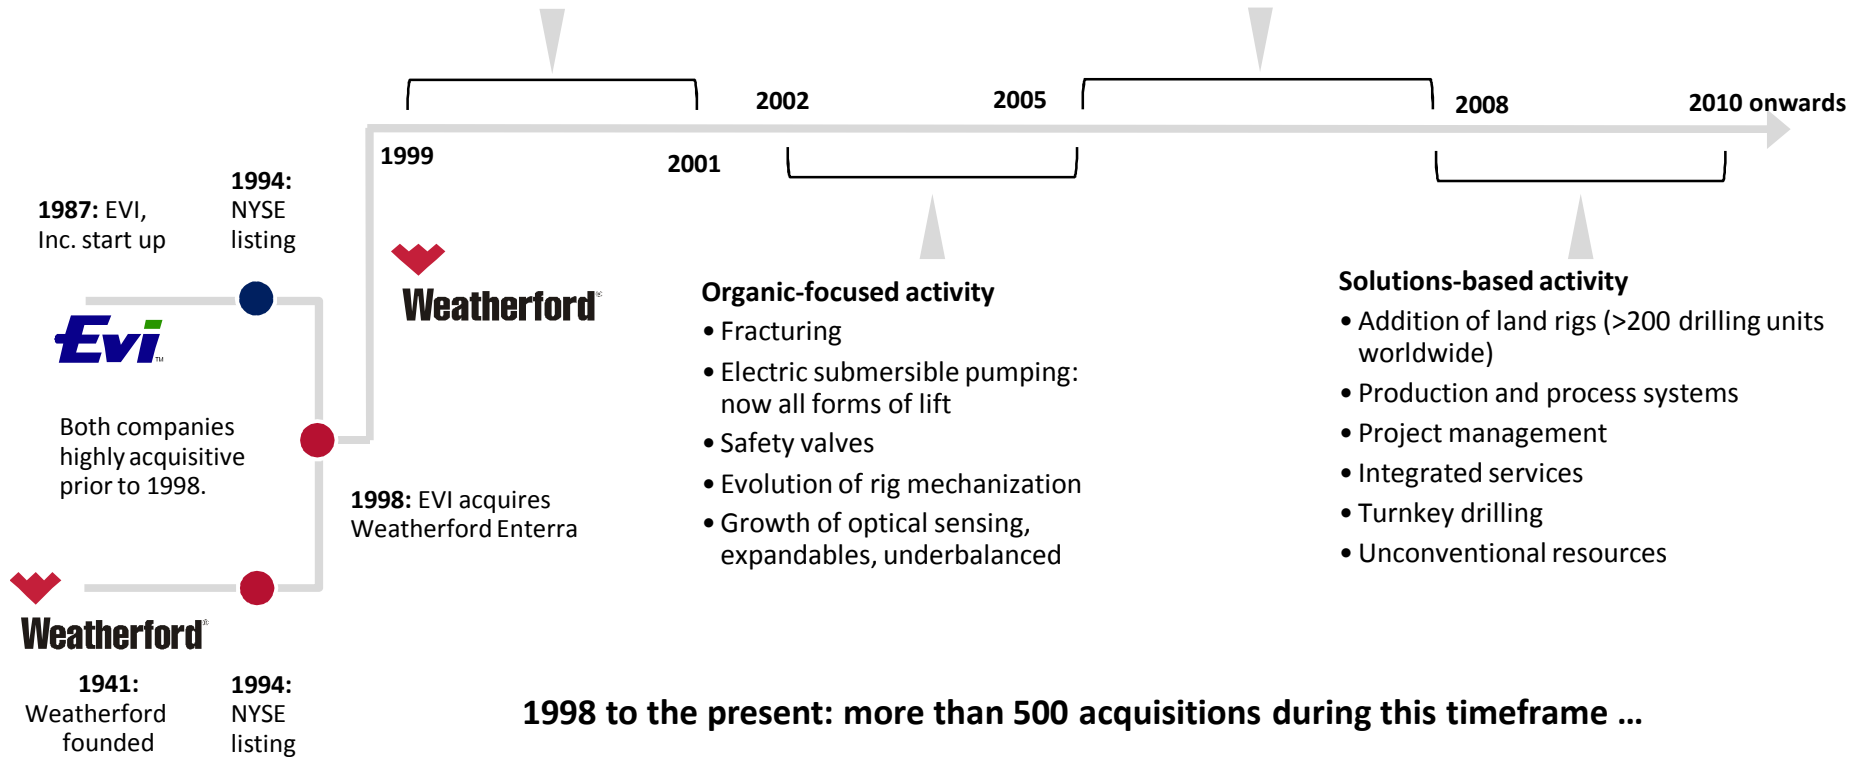 2002
2005
2008
2010 onwards
1999
2001
1987: EVI,
Inc. start up
1994:
NYSE
listing
Evi™
Weatherford®
Both companies
highly acquisitive
prior to 1998.
1998: EVI acquires
Weatherford Enterra
Weatherford®
1941:
Weatherford
founded
1994:
NYSE
listing
Organic-focused activity
• Fracturing
• Electric submersible pumping:
now all forms of lift
• Safety valves
• Evolution of rig mechanization
• Growth of optical sensing,
expandables, underbalanced
Solutions-based activity
• Addition of land rigs (>200 drilling units
worldwide)
• Production and process systems
• Project management
• Integrated services
• Turnkey drilling
• Unconventional resources
1998 to the present: more than 500 acquisitions during this timeframe …